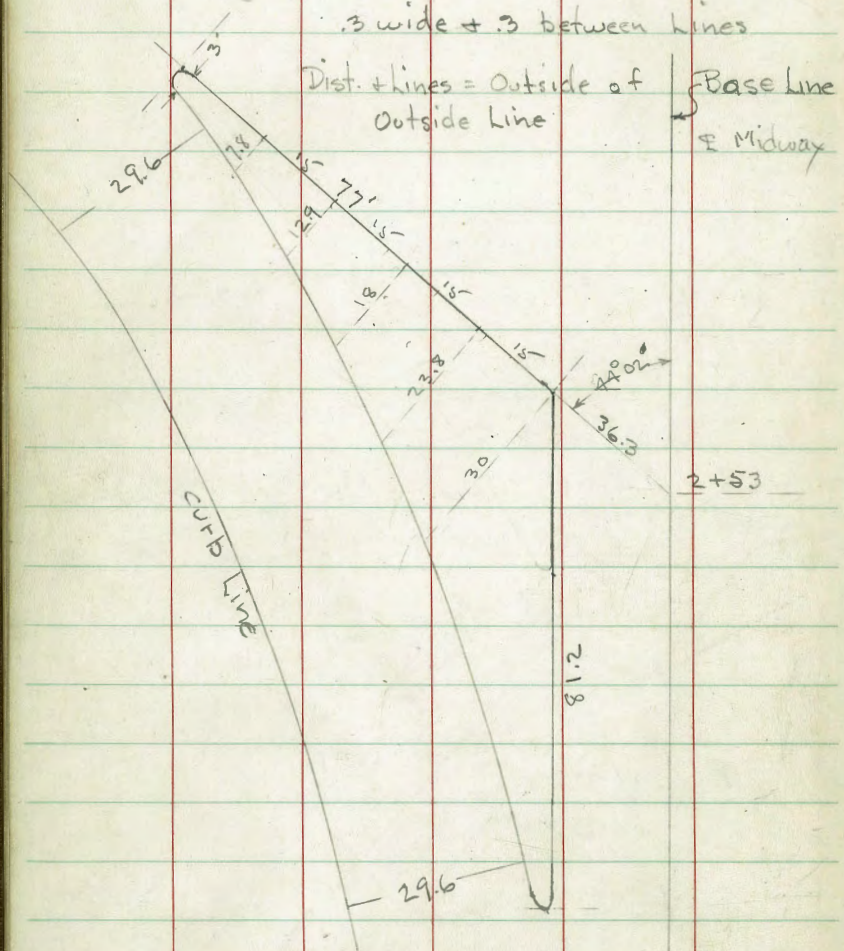 .3 wide & .3 between Lines
Dist. & Lines = Outside of
Outside Line
Base Line
℄ Midway
3'
29.6
7.8
15
77'
12.9
15
18
15
23.8
15
44° 02'
36.3
30
2+53
Curb Line
81.2
29.6